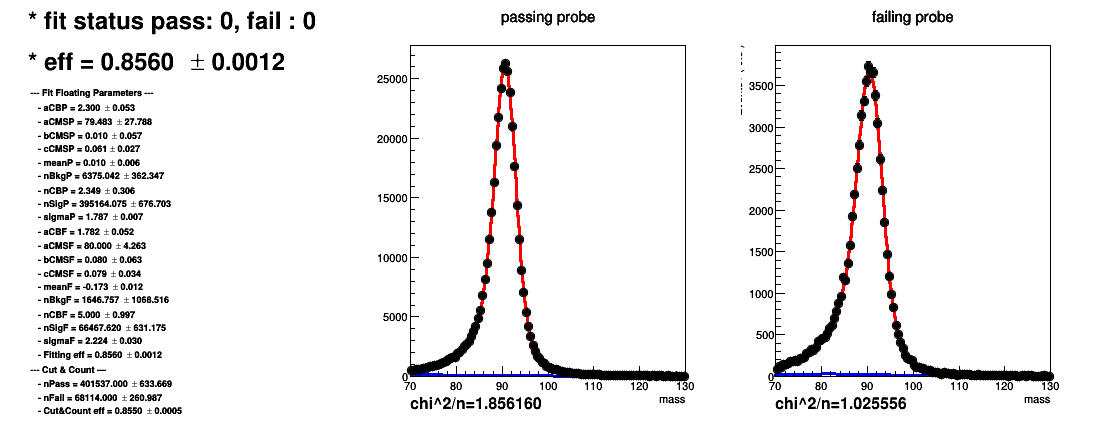 * fit status pass: 0, fail : 0
* eff = 0.8560 ± 0.0012
--- Fit Floating Parameters ---
- aCBP = 2.300 ± 0.053
- aCMSP = 79.483 ± 27.788
- bCMSP = 0.010 ± 0.057
- cCMSP = 0.061 ± 0.027
- meanP = 0.010 ± 0.006
- nBkgP = 6375.042 ± 362.347
- nCBP = 2.349 ± 0.306
- nSigP = 395164.075 ± 676.703
- sigmaP = 1.787 ± 0.007
- aCBF = 1.782 ± 0.052
- aCMSF = 80.000 ± 4.263
- bCMSF = 0.080 ± 0.063
- cCMSF = 0.079 ± 0.034
- meanF = -0.173 ± 0.012
- nBkgF = 1646.757 ± 1068.516
- nCBF = 5.000 ± 0.997
- nSigF = 66467.620 ± 631.175
- sigmaF = 2.224 ± 0.030
- Fitting eff = 0.8560 ± 0.0012
--- Cut & Count ---
- nPass = 401537.000 ± 633.669
- nFail = 68114.000 ± 260.987
- Cut&Count eff = 0.8550 ± 0.0005
passing probe
25000
20000
15000
10000
5000
0
70 80 90 100 110 120 130
mass
chi^2/n=1.856160
failing probe
3500
3000
2500
2000
1500
1000
500
0
70 80 90 100 110 120 130
mass
chi^2/n=1.025556